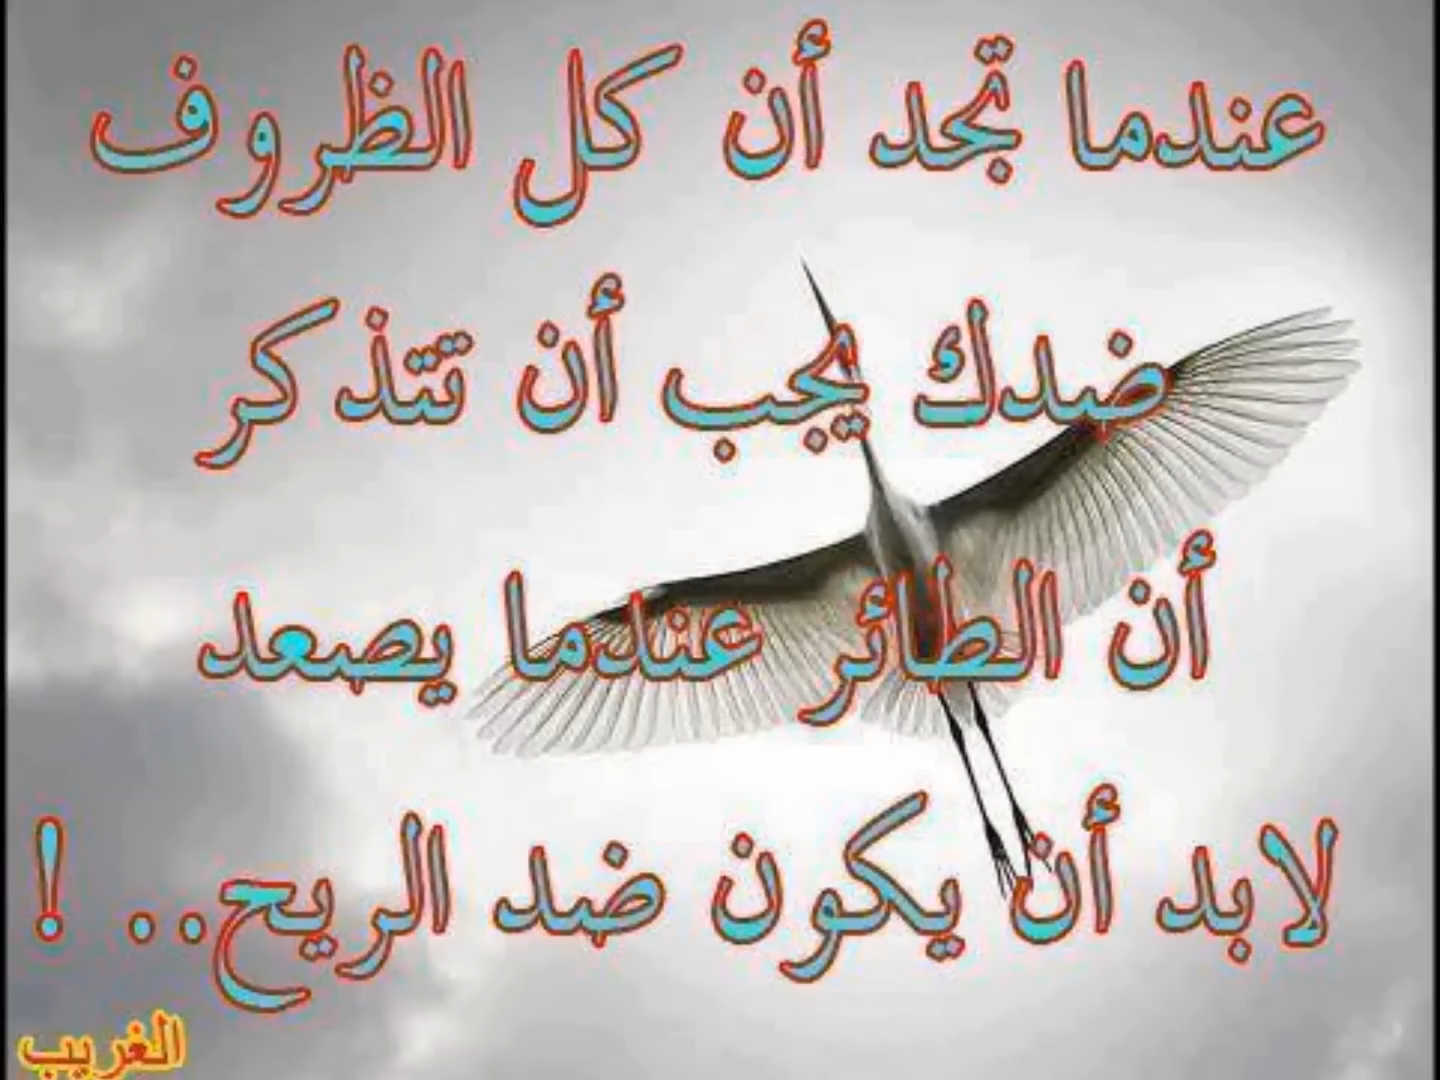 عندما تجد أن كل الظروف
ضدك يجب أن تتذكر
أن الطائر عندما يصعد
لابد أن يكون ضد الريح.. !
الغريب